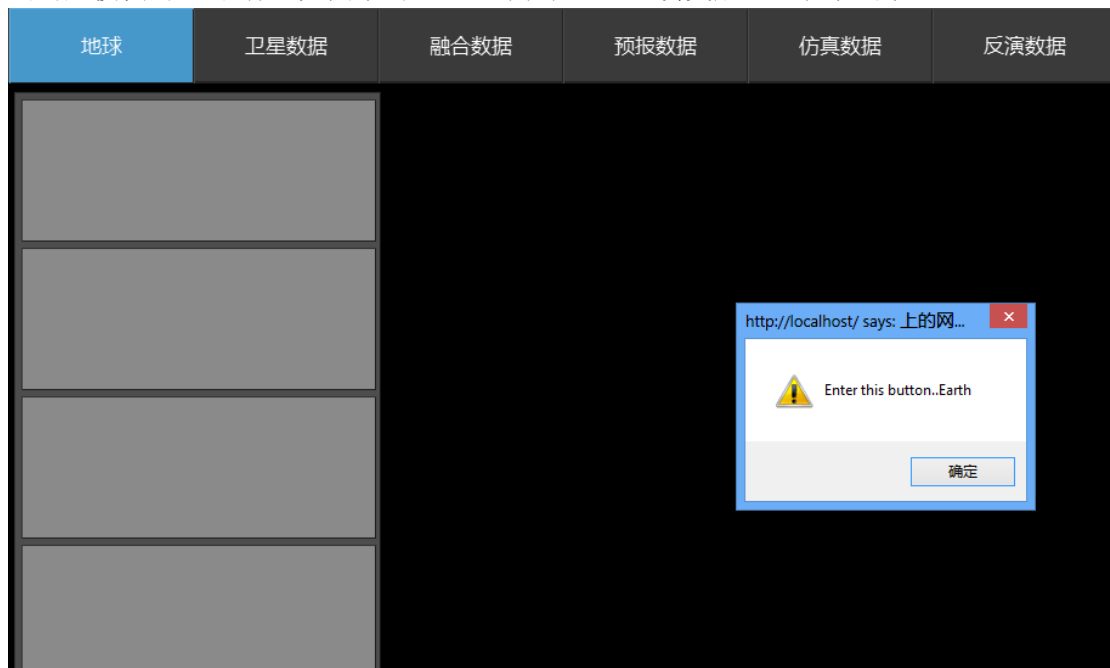 地球 卫星数据 融合数据 预报数据 仿真数据 反演数据
http://localhost/ says: 上的网...
Enter this button..Earth
确定